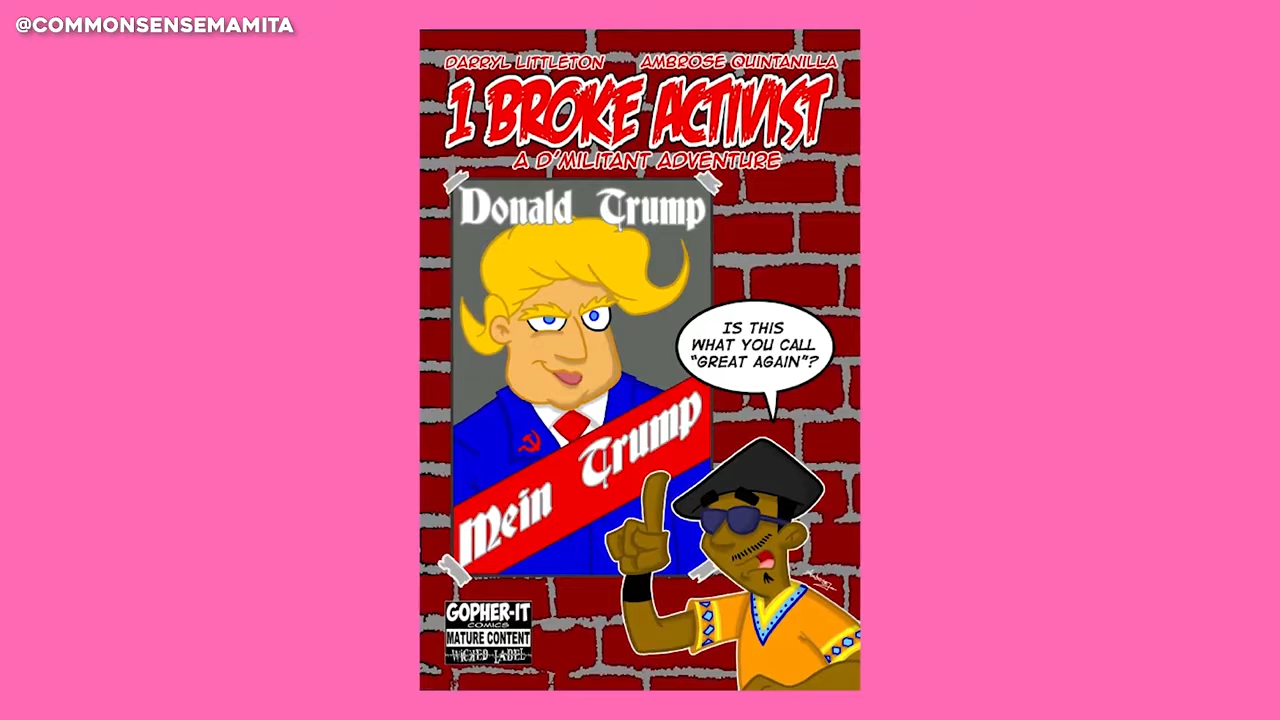 @COMMONSENSEMAMITA
DARRYL LITTLETON AMBROSE QUINTANILLA
1 BROKE ACTIVIST
A D'MILITANT ADVENTURE
Donald Trump
IS THIS
WHAT YOU CALL
"GREAT AGAIN"?
Mein Trump
GOPHER-IT
COMICS
MATURE CONTENT
WICKED LABEL